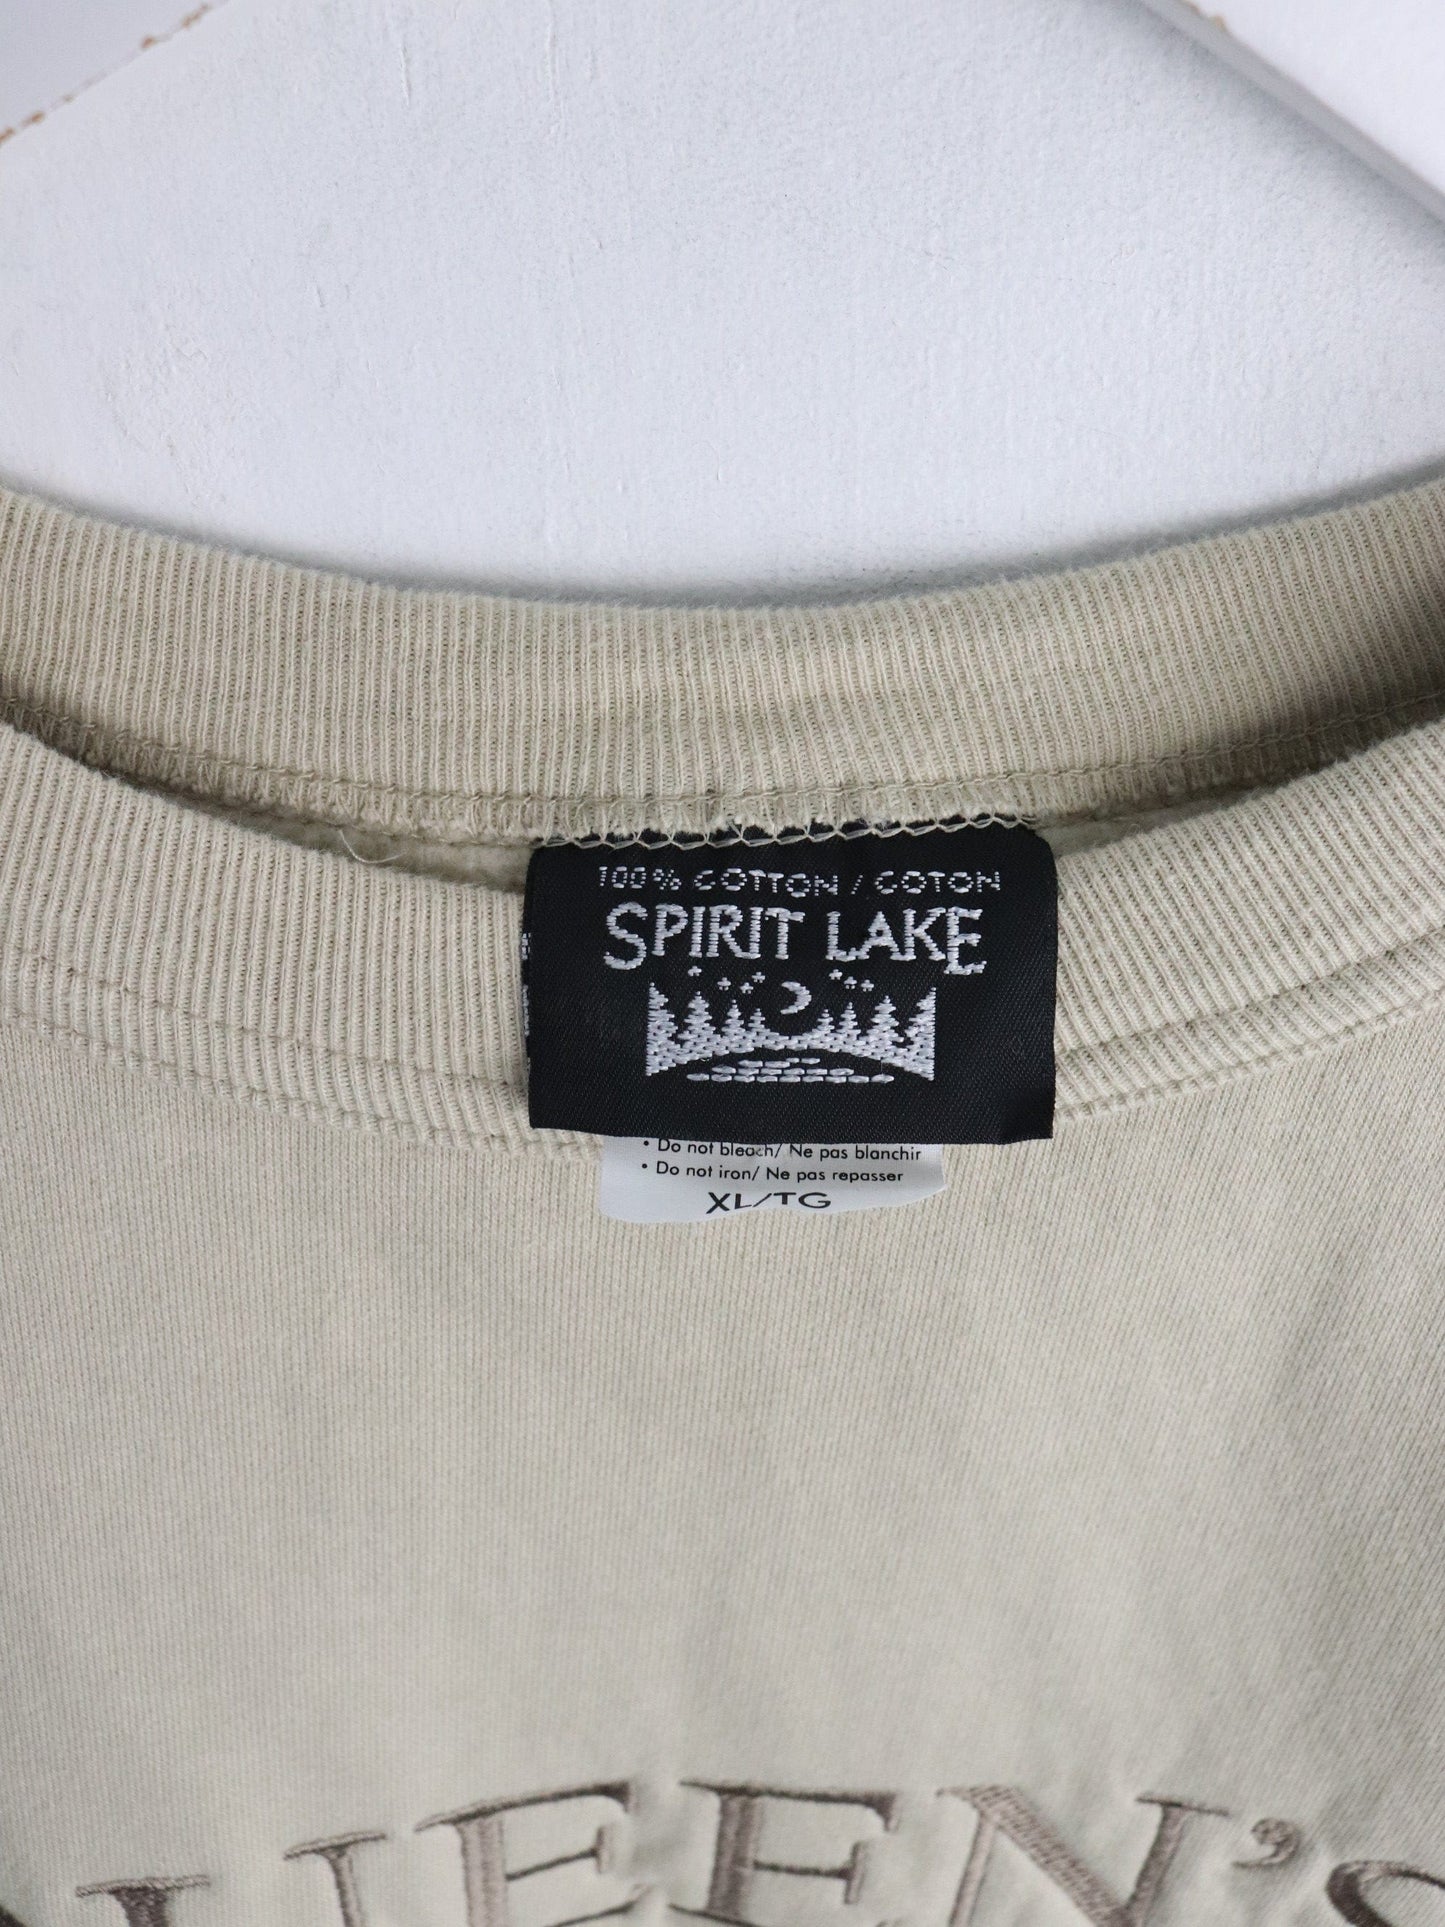 100% COTTON / COTON
SPIRIT LAKE
• Do not bleach/ Ne pas blanchir
• Do not iron/ Ne pas repasser
XL/TG
UEEN'S